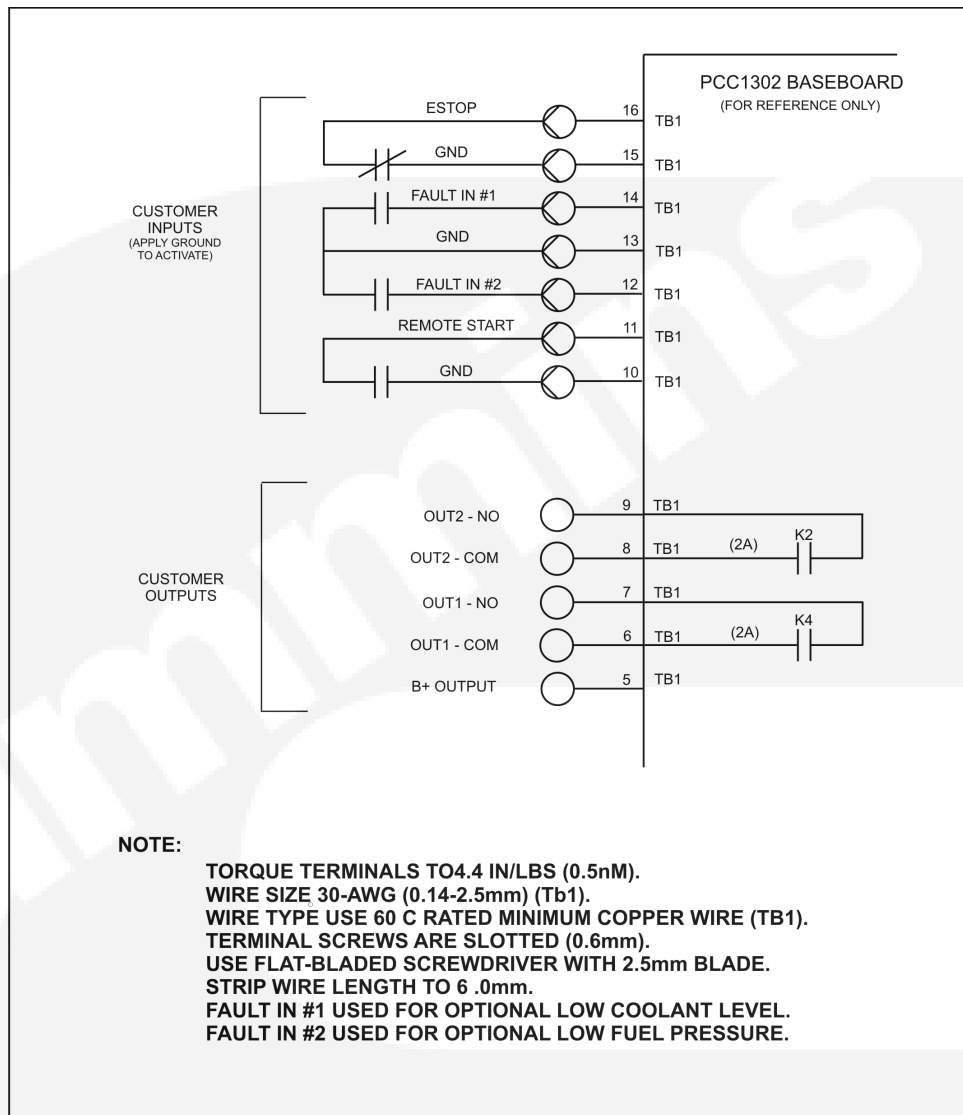 PCC1302 BASEBOARD
(FOR REFERENCE ONLY)
CUSTOMER
INPUTS
(APPLY GROUND
TO ACTIVATE)
ESTOP 16 TB1
GND 15 TB1
FAULT IN #1 14 TB1
GND 13 TB1
FAULT IN #2 12 TB1
REMOTE START 11 TB1
GND 10 TB1
CUSTOMER
OUTPUTS
OUT2 - NO 9 TB1
OUT2 - COM 8 TB1 (2A) K2
OUT1 - NO 7 TB1
OUT1 - COM 6 TB1 (2A) K4
B+ OUTPUT 5 TB1
NOTE:
TORQUE TERMINALS TO4.4 IN/LBS (0.5nM).
WIRE SIZE 30-AWG (0.14-2.5mm) (Tb1).
WIRE TYPE USE 60 C RATED MINIMUM COPPER WIRE (TB1).
TERMINAL SCREWS ARE SLOTTED (0.6mm).
USE FLAT-BLADED SCREWDRIVER WITH 2.5mm BLADE.
STRIP WIRE LENGTH TO 6 .0mm.
FAULT IN #1 USED FOR OPTIONAL LOW COOLANT LEVEL.
FAULT IN #2 USED FOR OPTIONAL LOW FUEL PRESSURE.
mmins